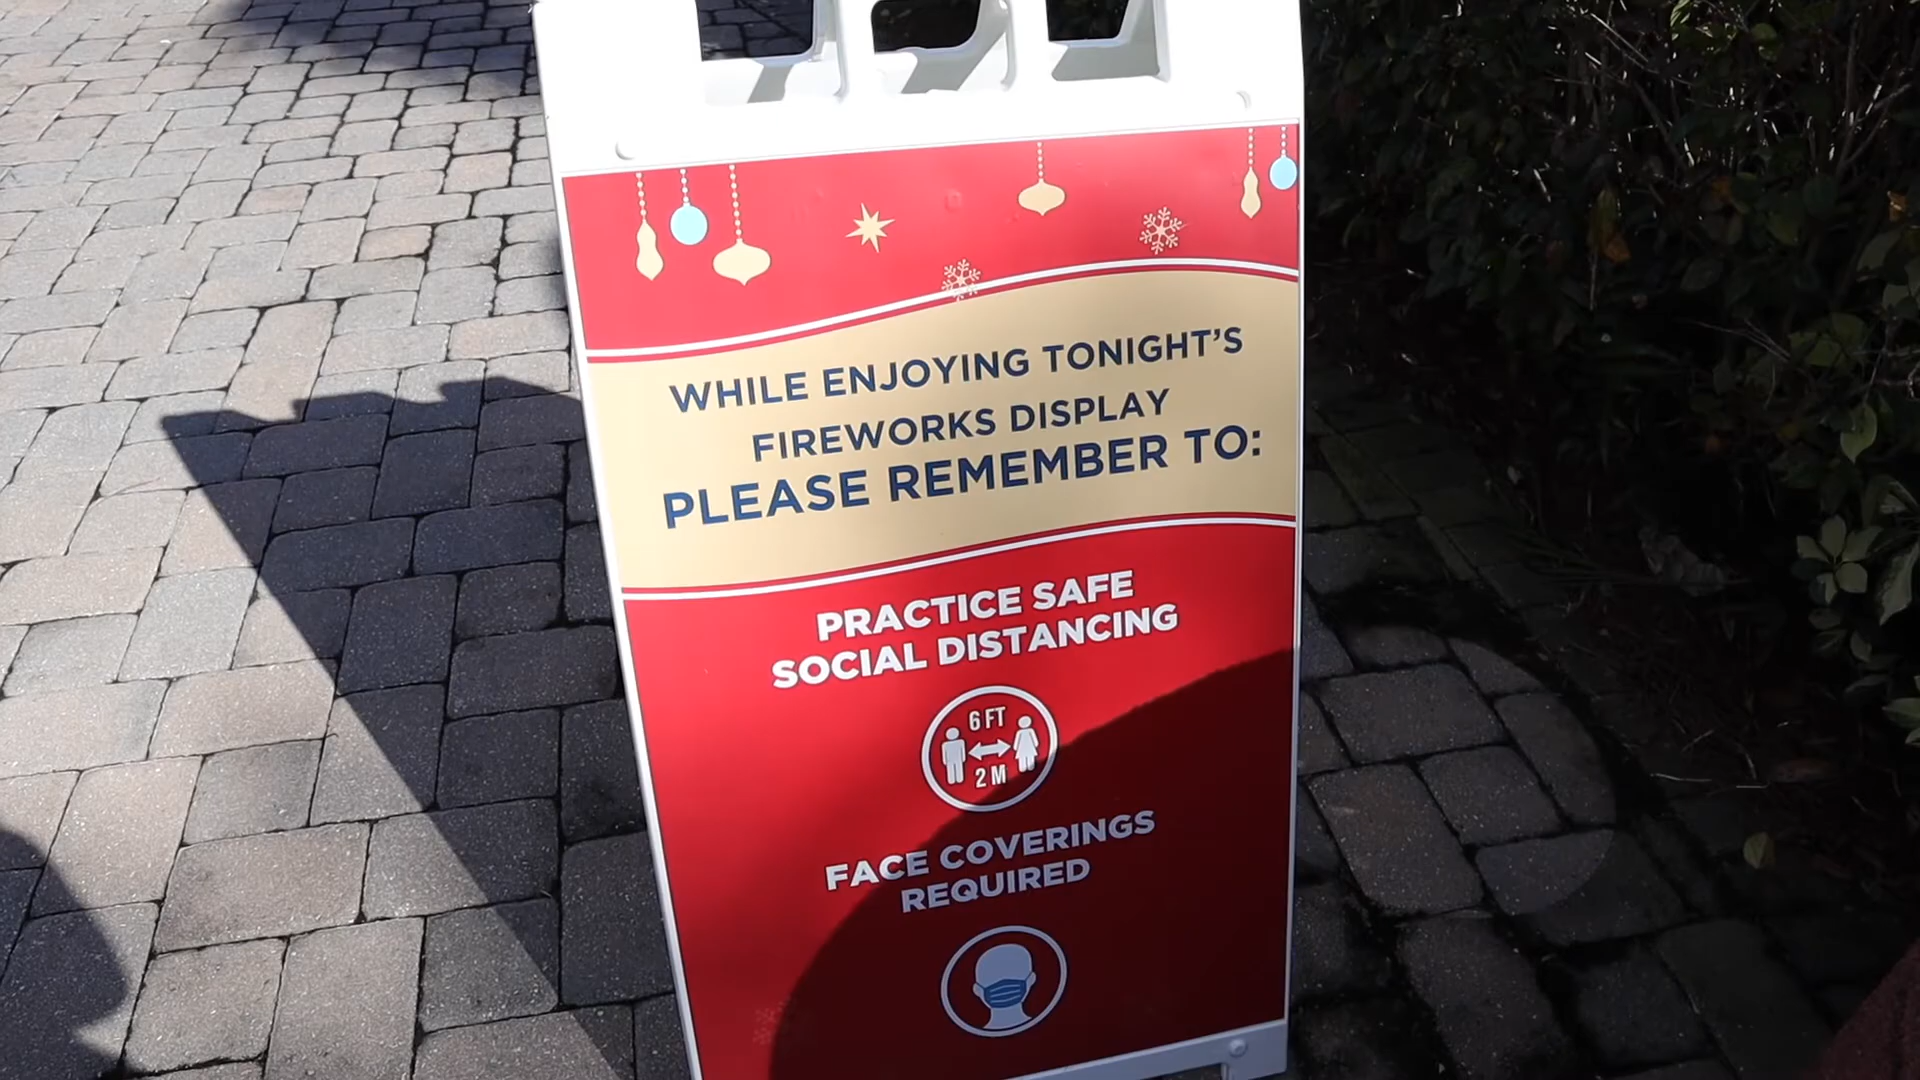 WHILE ENJOYING TONIGHT'S
FIREWORKS DISPLAY
PLEASE REMEMBER TO:
PRACTICE SAFE
SOCIAL DISTANCING
6 FT
2 M
FACE COVERINGS
REQUIRED